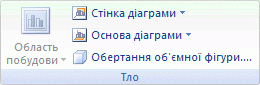 Область побудови
Стінка діаграми
Основа діаграми
Обертання об'ємної фігури....
Тло